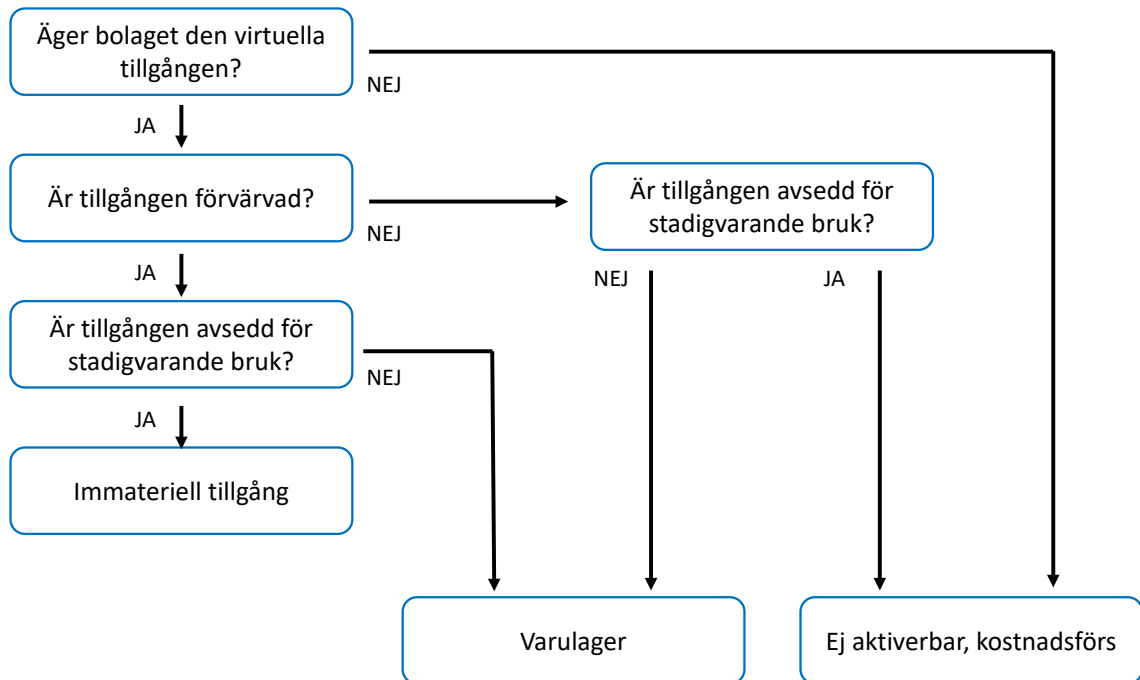 Äger bolaget den virtuella
tillgången?
NEJ
JA
Är tillgången förvärvad?
Är tillgången avsedd för
stadigvarande bruk?
NEJ
JA
NEJ
JA
Är tillgången avsedd för
stadigvarande bruk?
NEJ
JA
Immateriell tillgång
Varulager
Ej aktiverbar, kostnadsförs